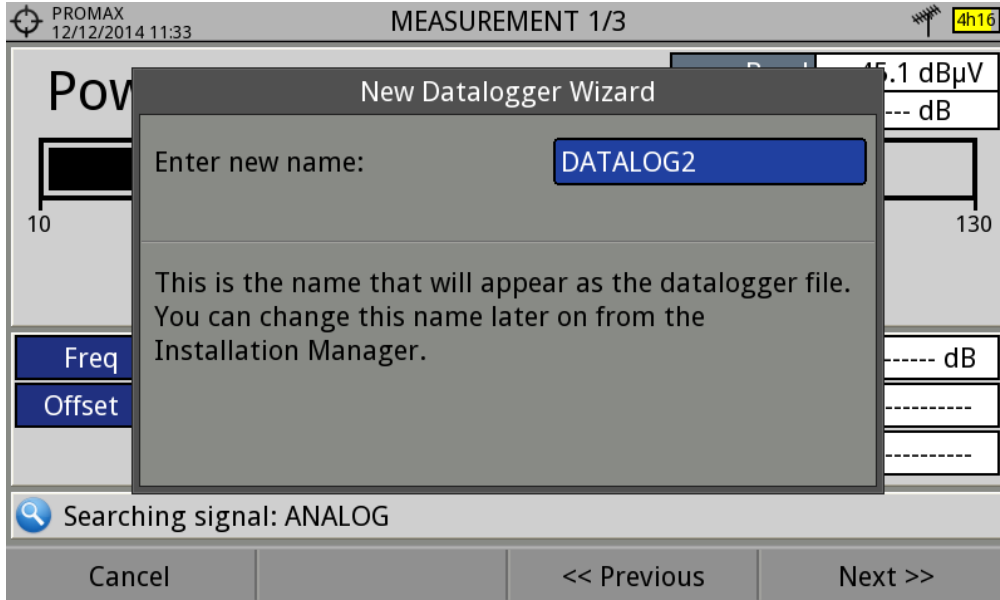 PROMAX
12/12/2014 11:33
MEASUREMENT 1/3
4h16
.1 dBµV
--- dB
New Datalogger Wizard
Enter new name:
DATALOG2
10
130
This is the name that will appear as the datalogger file.
You can change this name later on from the
Installation Manager.
Freq
------ dB
Offset
----------
----------
Searching signal: ANALOG
Cancel
<< Previous
Next >>